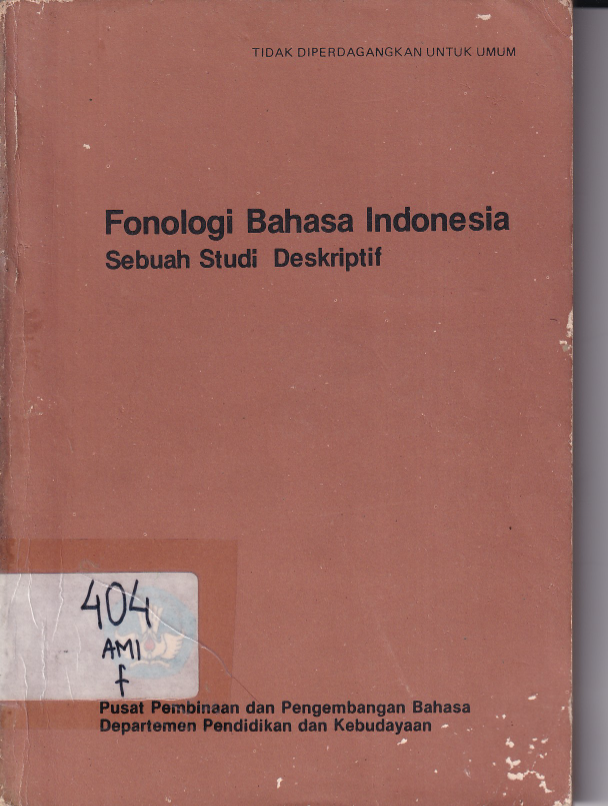 TIDAK DIPERDAGANGKAN UNTUK UMUM
Fonologi Bahasa Indonesia
Sebuah Studi Deskriptif
404
AMI
f
Pusat Pembinaan dan Pengembangan Bahasa
Departemen Pendidikan dan Kebudayaan